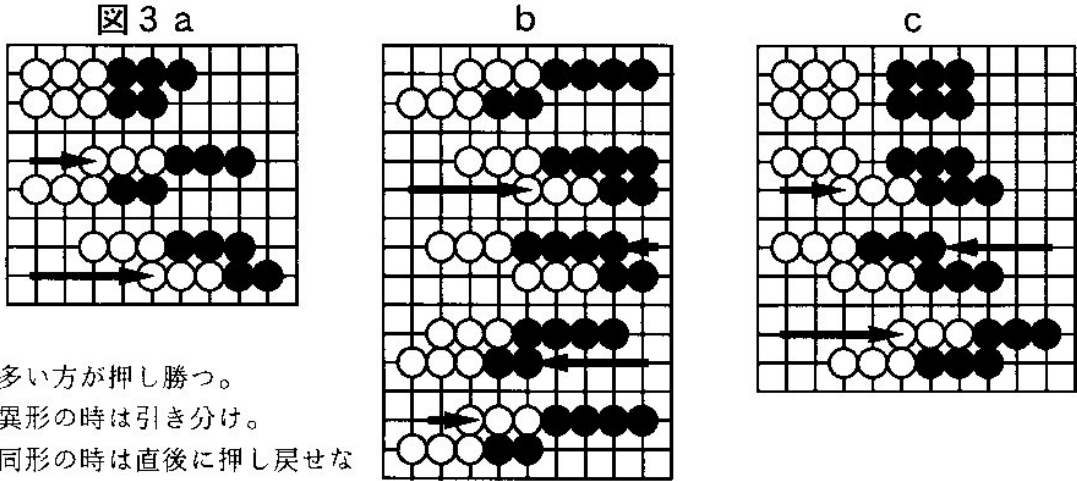 図3 a
b
c
多い方が押し勝つ。
異形の時は引き分け。
同形の時は直後に押し戻せな